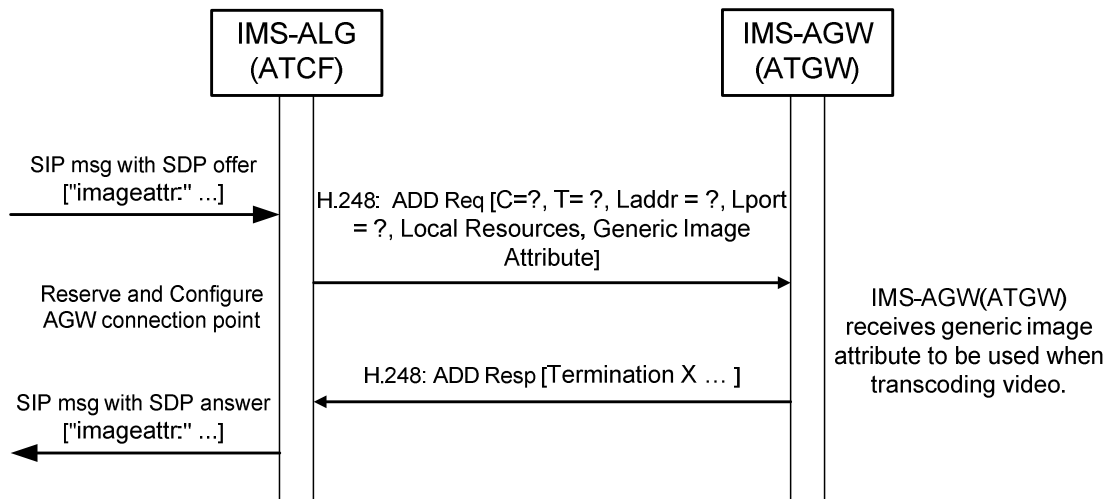 IMS-ALG
(ATCF)
IMS-AGW
(ATGW)
SIP msg with SDP offer
["imageattr:" ...]
H.248: ADD Req [C=?, T= ?, Laddr = ?, Lport
= ?, Local Resources, Generic Image
Attribute]
Reserve and Configure
AGW connection point
IMS-AGW(ATGW)
receives generic image
attribute to be used when
transcoding video.
H.248: ADD Resp [Termination X ... ]
SIP msg with SDP answer
["imageattr:" ...]